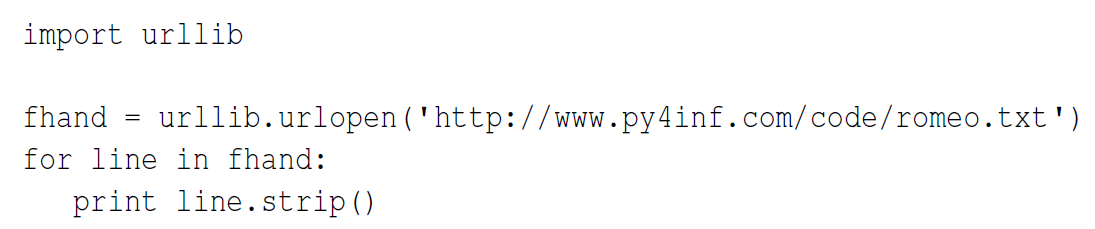 import urllib

fhand = urllib.urlopen('http://www.py4inf.com/code/romeo.txt')
for line in fhand:
   print line.strip()